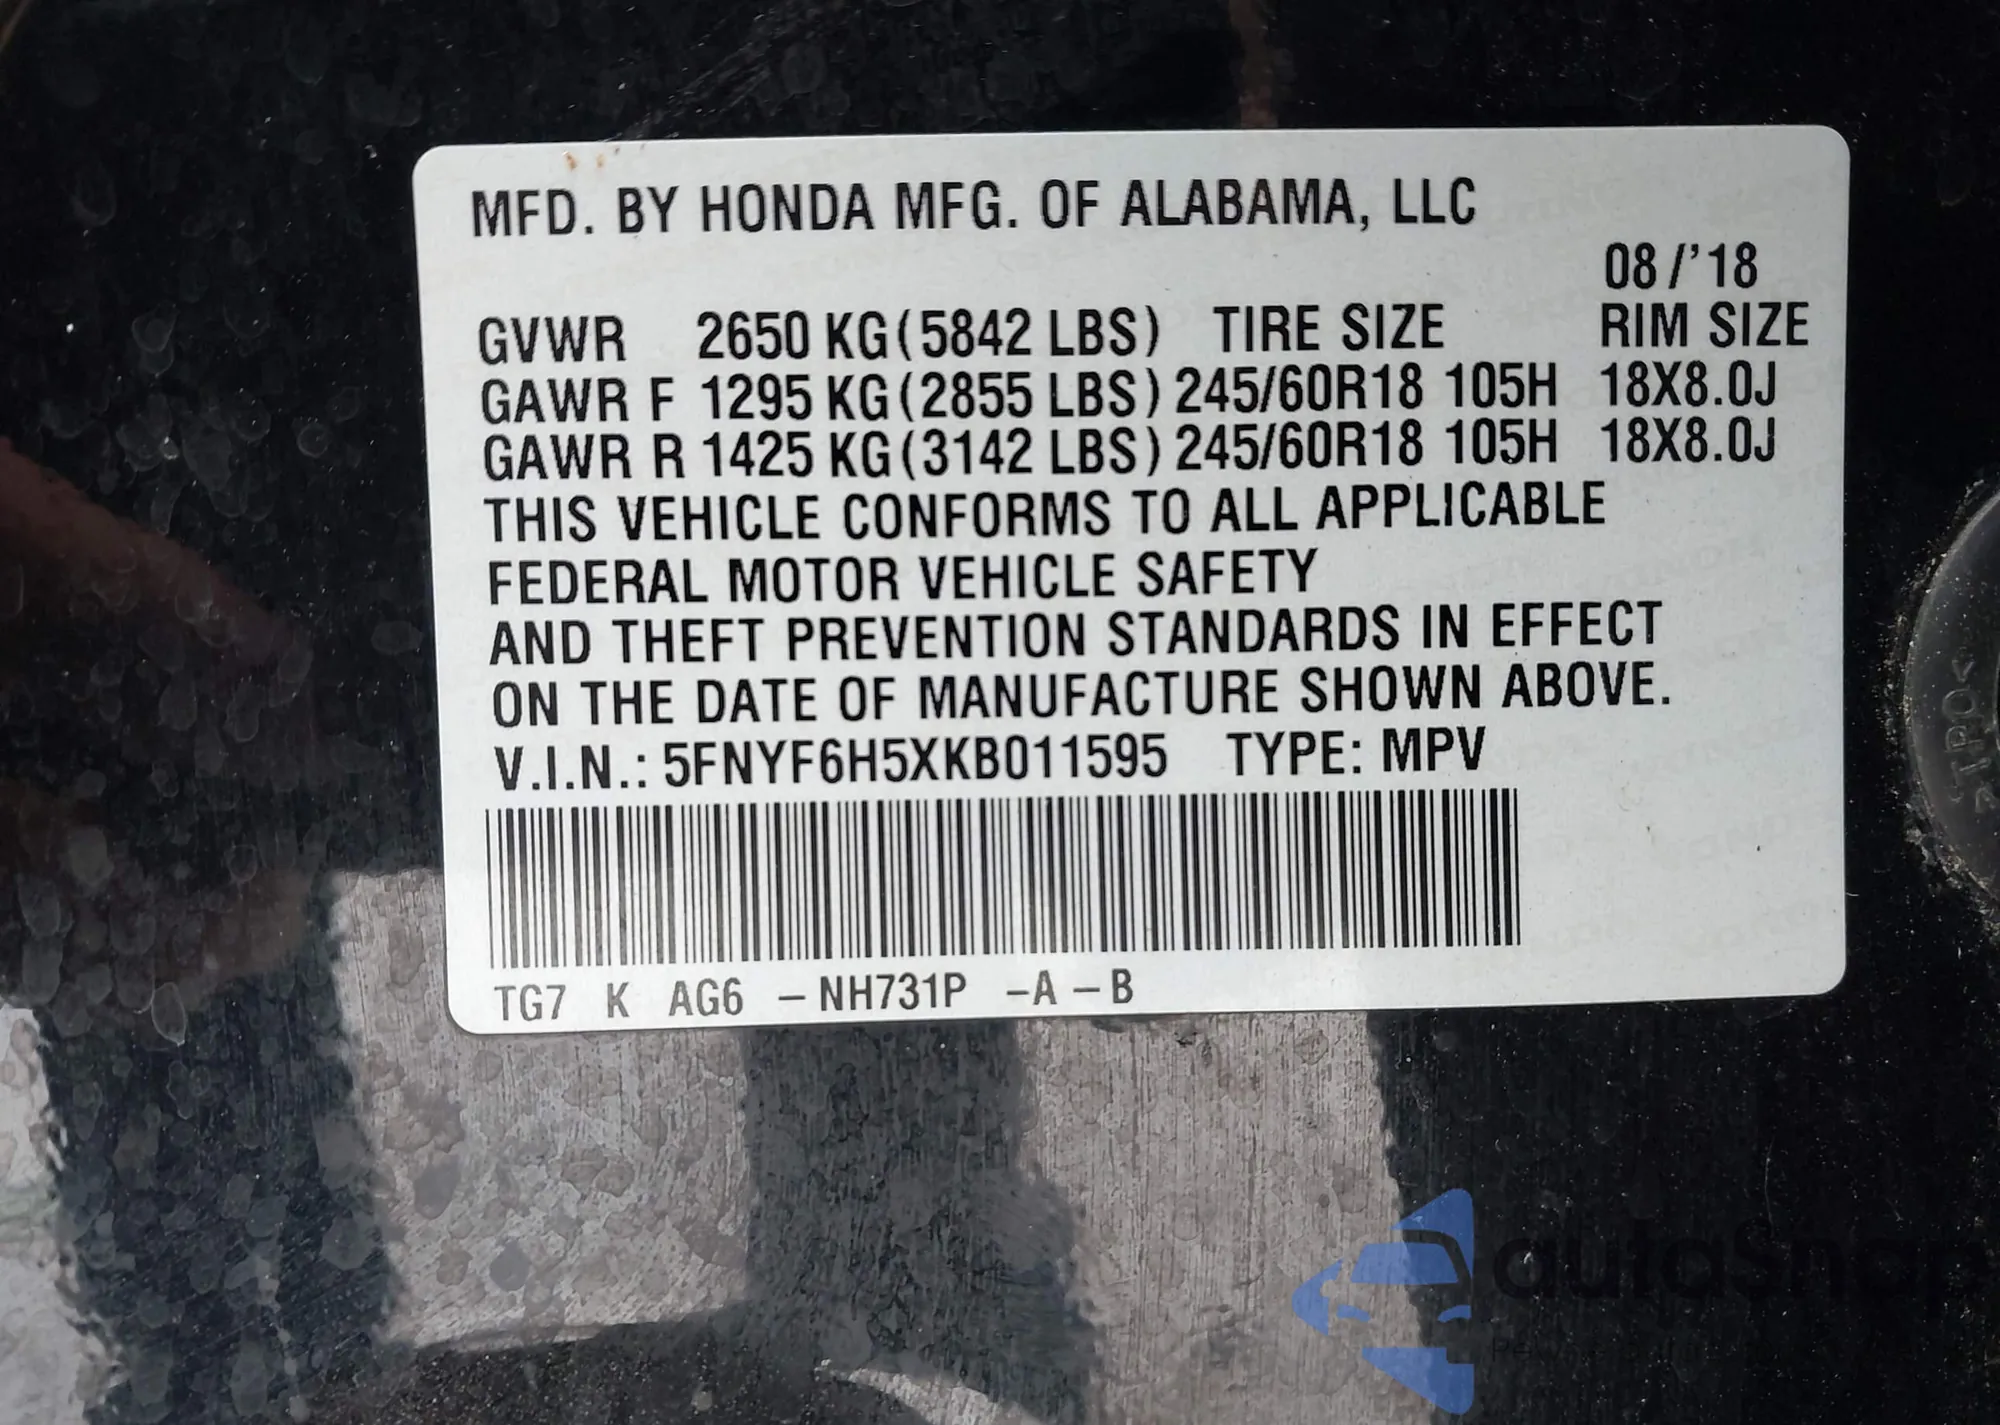 MFD. BY HONDA MFG. OF ALABAMA, LLC
08/'18
GVWR 2650 KG(5842 LBS) TIRE SIZE RIM SIZE
GAWR F 1295 KG(2855 LBS) 245/60R18 105H 18X8.0J
GAWR R 1425 KG(3142 LBS) 245/60R18 105H 18X8.0J
THIS VEHICLE CONFORMS TO ALL APPLICABLE
FEDERAL MOTOR VEHICLE SAFETY
AND THEFT PREVENTION STANDARDS IN EFFECT
ON THE DATE OF MANUFACTURE SHOWN ABOVE.
V.I.N.: 5FNYF6H5XKB011595 TYPE: MPV
TG7 K AG6 – NH731P –A – B
>TPO<
autoSnap